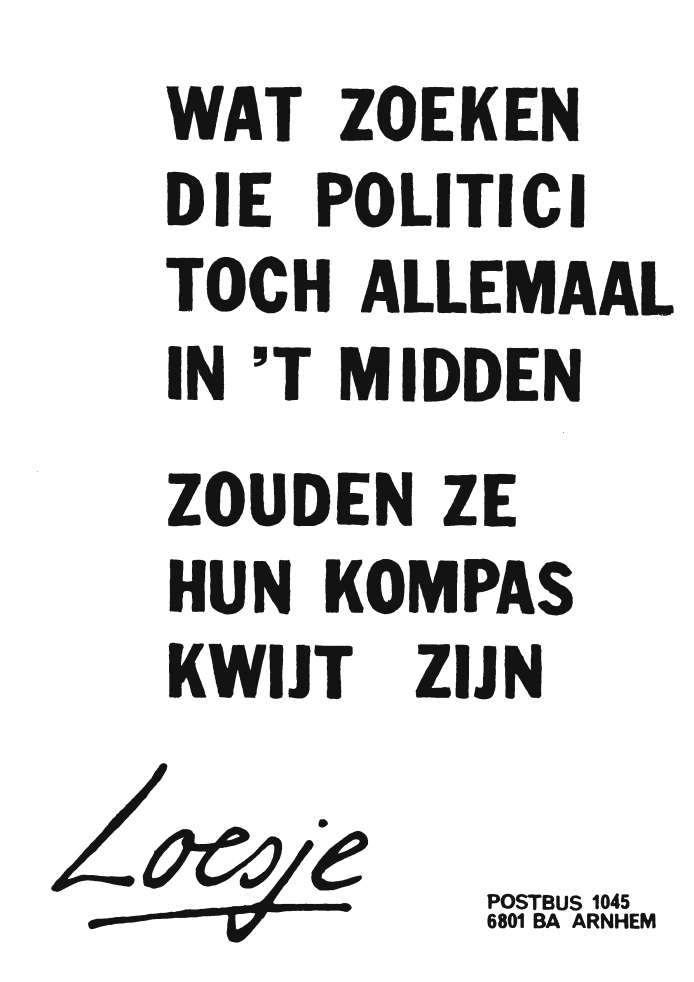 WAT ZOEKEN
DIE POLITICI
TOCH ALLEMAAL
IN 'T MIDDEN
ZOUDEN ZE
HUN KOMPAS
KWIJT ZIJN
Loesje
POSTBUS 1045
6801 BA ARNHEM